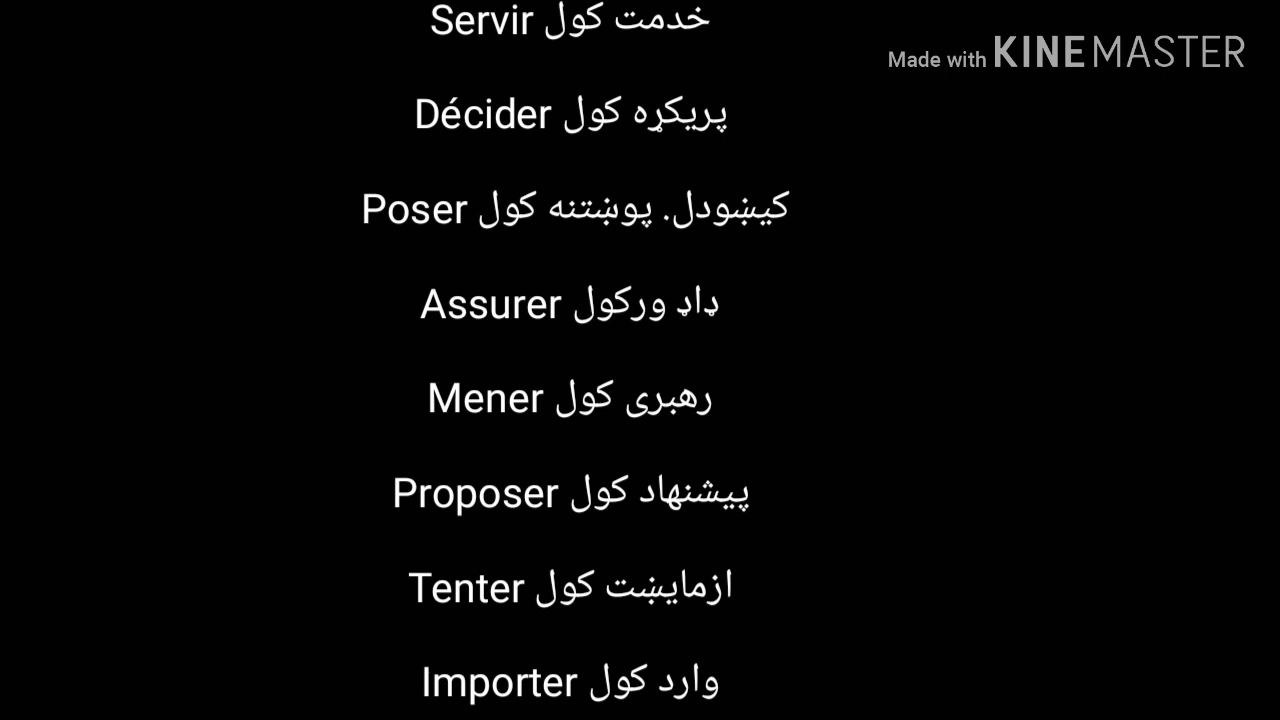 Servir خدمت کول
Made with KINEMASTER
Décider پریکړه کول
Poser کیښودل. پوښتنه کول
Assurer ډاډ ورکول
Mener رهبری کول
Proposer پیشنهاد کول
Tenter ازمایښت کول
Importer وارد کول